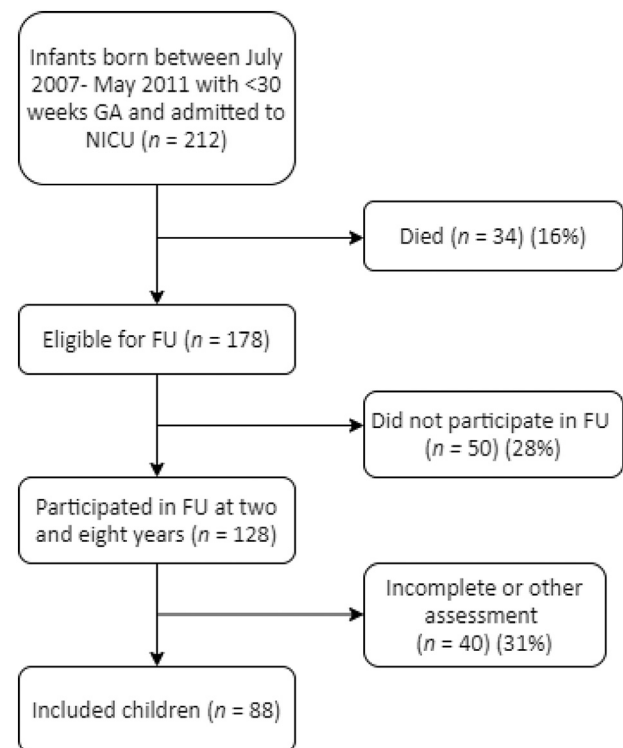 Infants born between July
2007- May 2011 with <30
weeks GA and admitted to
NICU (n = 212)
Died (n = 34) (16%)
Eligible for FU (n = 178)
Did not participate in FU
(n = 50) (28%)
Participated in FU at two
and eight years (n = 128)
Incomplete or other
assessment
(n = 40) (31%)
Included children (n = 88)